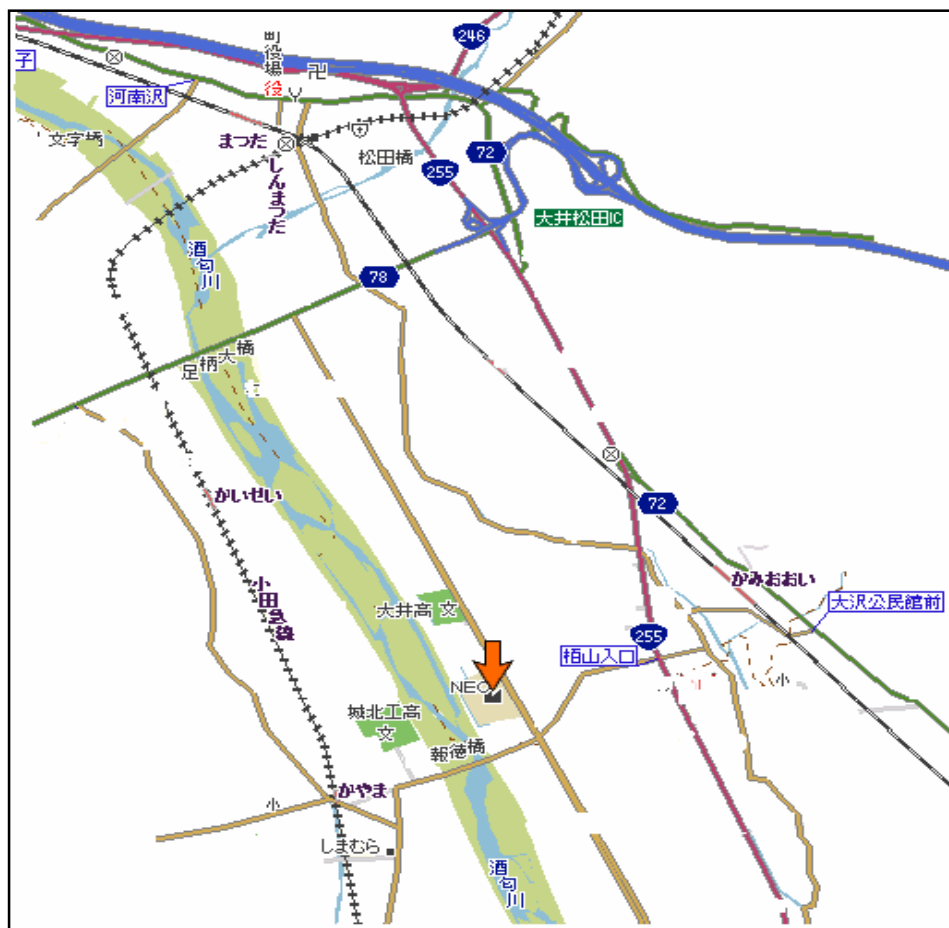 246
町役場
役
子
河南沢
文字橋
まつだ
しんまつだ
松田橋
255
72
大井松田IC
酒匂川
78
足柄大橋
かいせい
小田急線
72
かみおおい
大沢公民館前
大井高
文
255
栢山入口
小
NEC
城北工高
文
報徳橋
かやま
小
しまむら
酒匂川